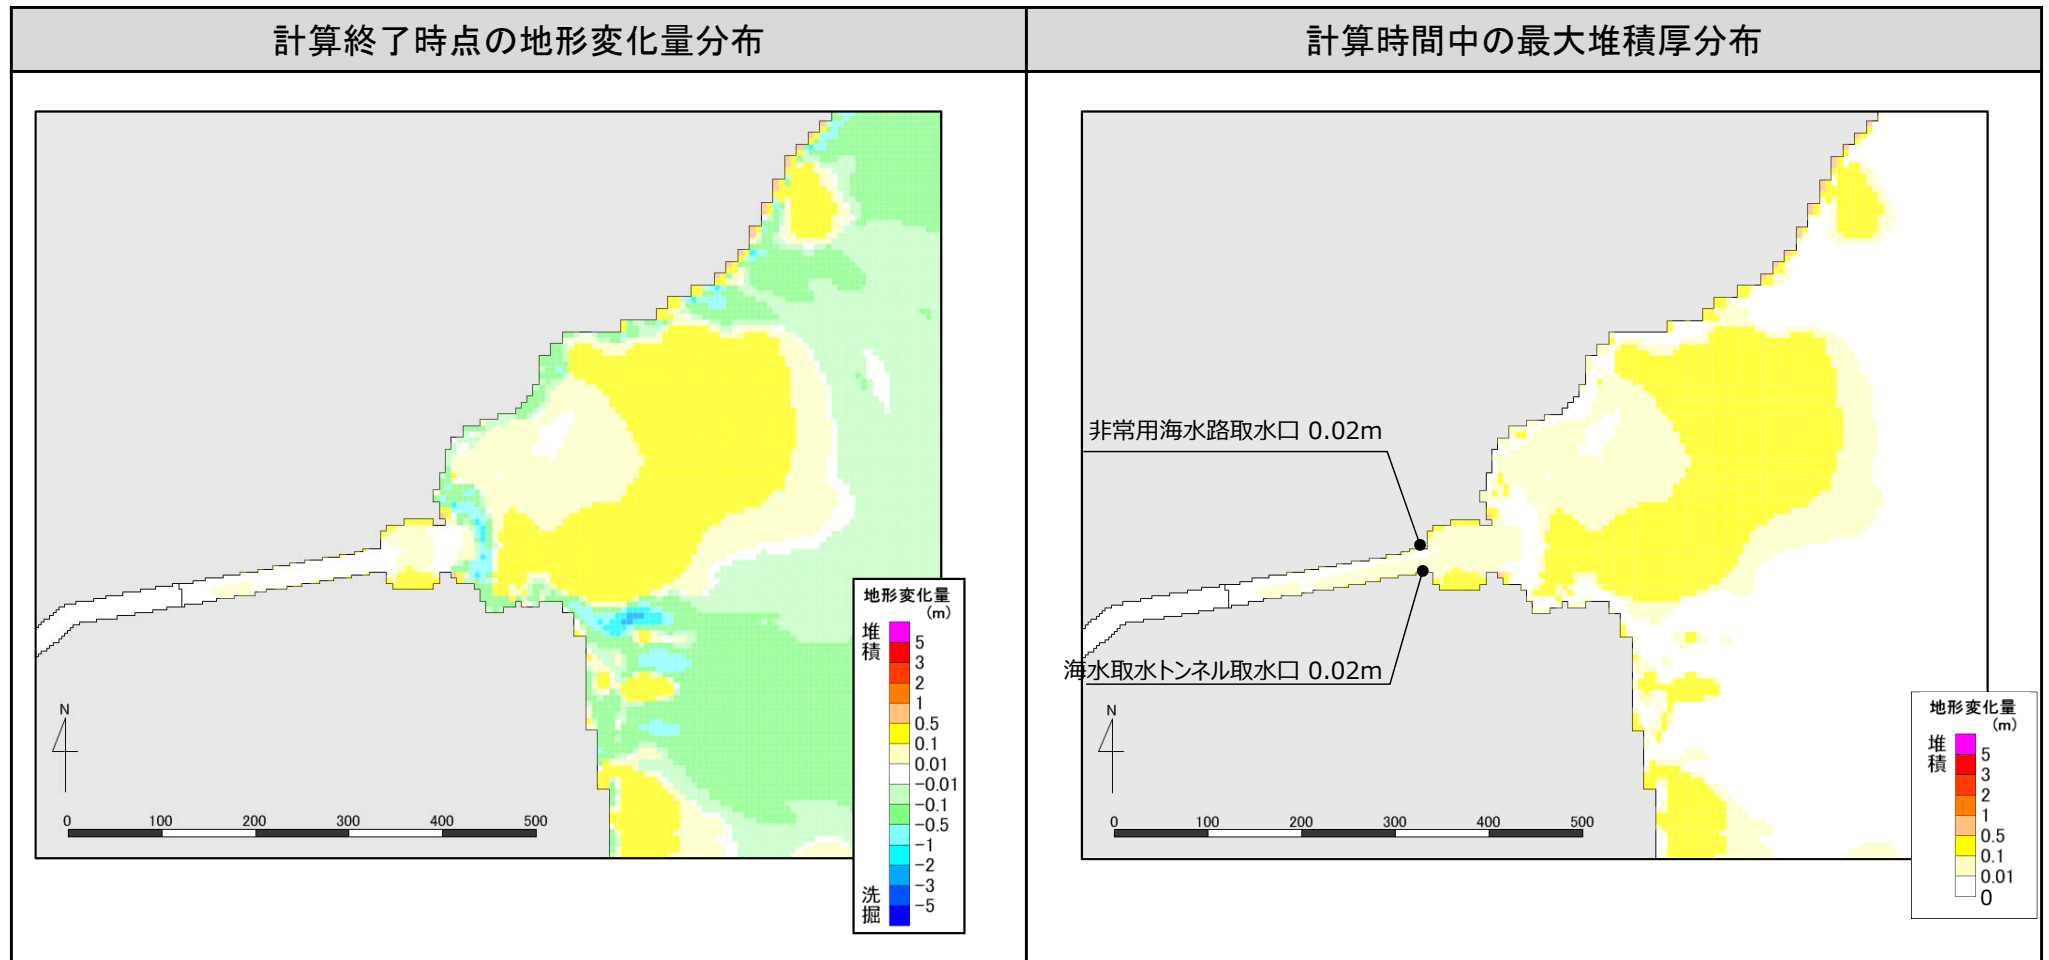 計算終了時点の地形変化量分布
計算時間中の最大堆積厚分布
N
0 100 200 300 400 500
地形変化量
(m)
堆積
5
3
2
1
0.5
0.1
0.01
-0.01
-0.1
-0.5
-1
-2
-3
-5
洗掘
非常用海水路取水口 0.02m
海水取水トンネル取水口 0.02m
N
0 100 200 300 400 500
地形変化量
(m)
堆積
5
3
2
1
0.5
0.1
0.01
0